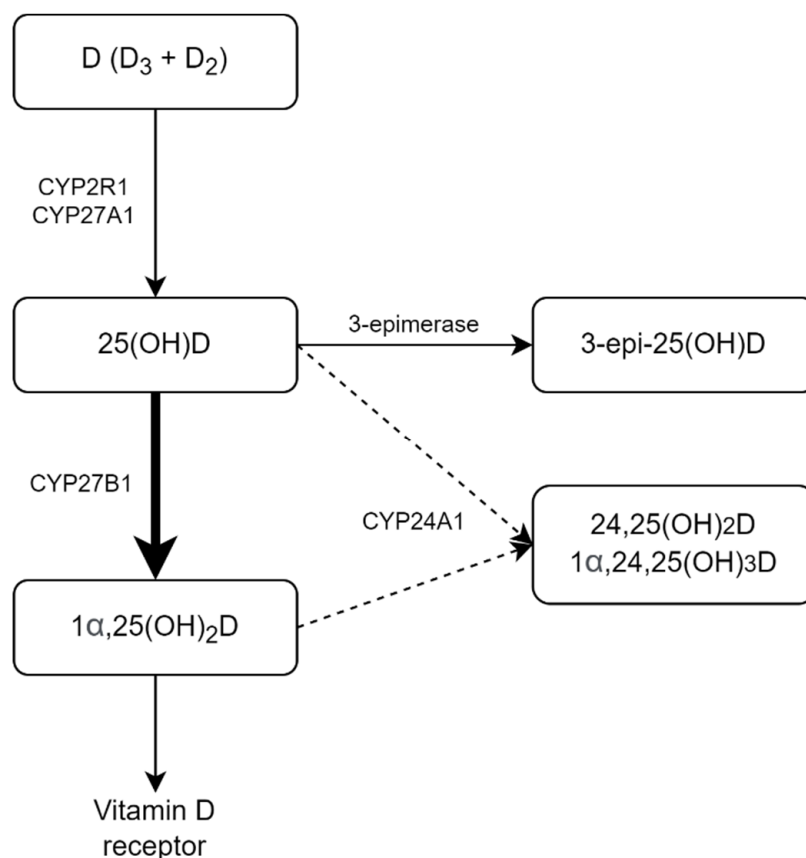 D (D₃ + D₂)
CYP2R1
CYP27A1
25(OH)D
3-epimerase
3-epi-25(OH)D
CYP27B1
CYP24A1
24,25(OH)2D
1α,24,25(OH)3D
1α,25(OH)₂D
Vitamin D
receptor